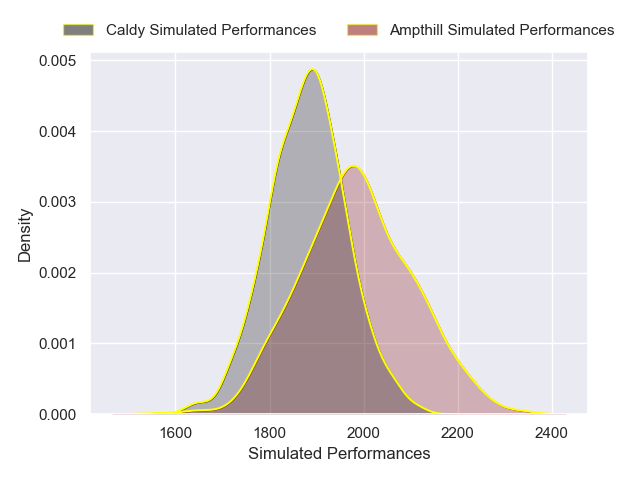 Caldy Simulated Performances Ampthill Simulated Performances
0.005
0.004
0.003
0.002
0.001
0.000
Density
1600 1800 2000 2200 2400
Simulated Performances